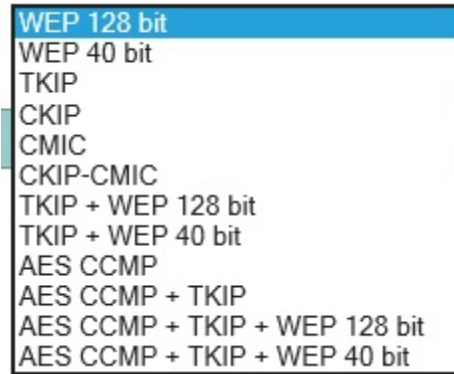 WEP 128 bit
WEP 40 bit
TKIP
CKIP
CMIC
CKIP-CMIC
TKIP + WEP 128 bit
TKIP + WEP 40 bit
AES CCMP
AES CCMP + TKIP
AES CCMP + TKIP + WEP 128 bit
AES CCMP + TKIP + WEP 40 bit